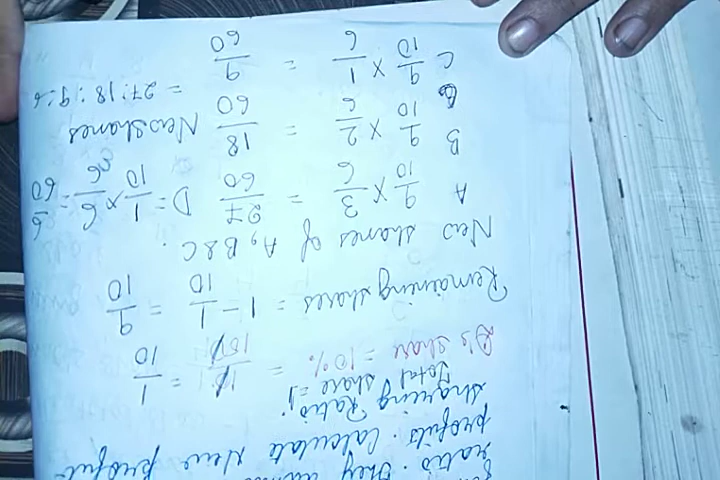 ratio. They
profits. Calculate New profit
sharing Ratio.
Total share = 1
D's share = 10% = 10/100 = 1/10
Remaining shares = 1 - 1/10 = 9/10
New shares of A, B & C.
A 9/10 × 3/6 = 27/60 D = 1/10 × 6/6 = 6/60
B 9/10 × 2/6 = 18/60 New shares
C 9/10 × 1/6 = 9/60 = 27:18:9:6